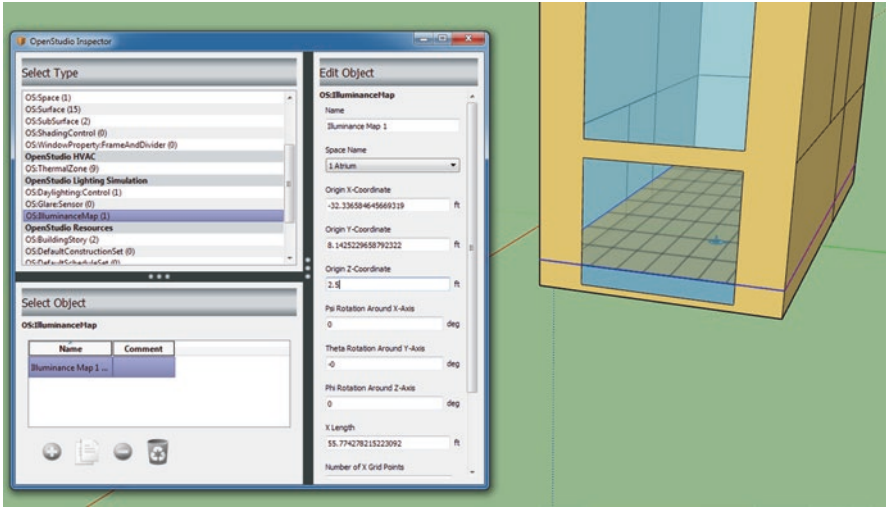 OpenStudio Inspector
Select Type
OS:Space (1)
OS:Surface (15)
OS:SubSurface (2)
OS:ShadingControl (0)
OS:WindowProperty:FrameAndDivider (0)
OpenStudio HVAC
OS:ThermalZone (9)
OpenStudio Lighting Simulation
OS:Daylighting:Control (1)
OS:GlareSensor (0)
OS:IlluminanceMap (1)
OpenStudio Resources
OS:BuildingStory (2)
OS:DefaultConstructionSet (0)
OS:DefaultScheduleSet (0)
Select Object
OS:IlluminanceMap
Name Comment
Illuminance Map 1 ...
Edit Object
OS:IlluminanceMap
Name
Illuminance Map 1
Space Name
1 Atrium
Origin X-Coordinate
-32.336584645669319 ft
Origin Y-Coordinate
8.1425229658792322 ft
Origin Z-Coordinate
2.5 ft
Psi Rotation Around X-Axis
0 deg
Theta Rotation Around Y-Axis
-0 deg
Phi Rotation Around Z-Axis
0 deg
X Length
55.774278215223092 ft
Number of X Grid Points